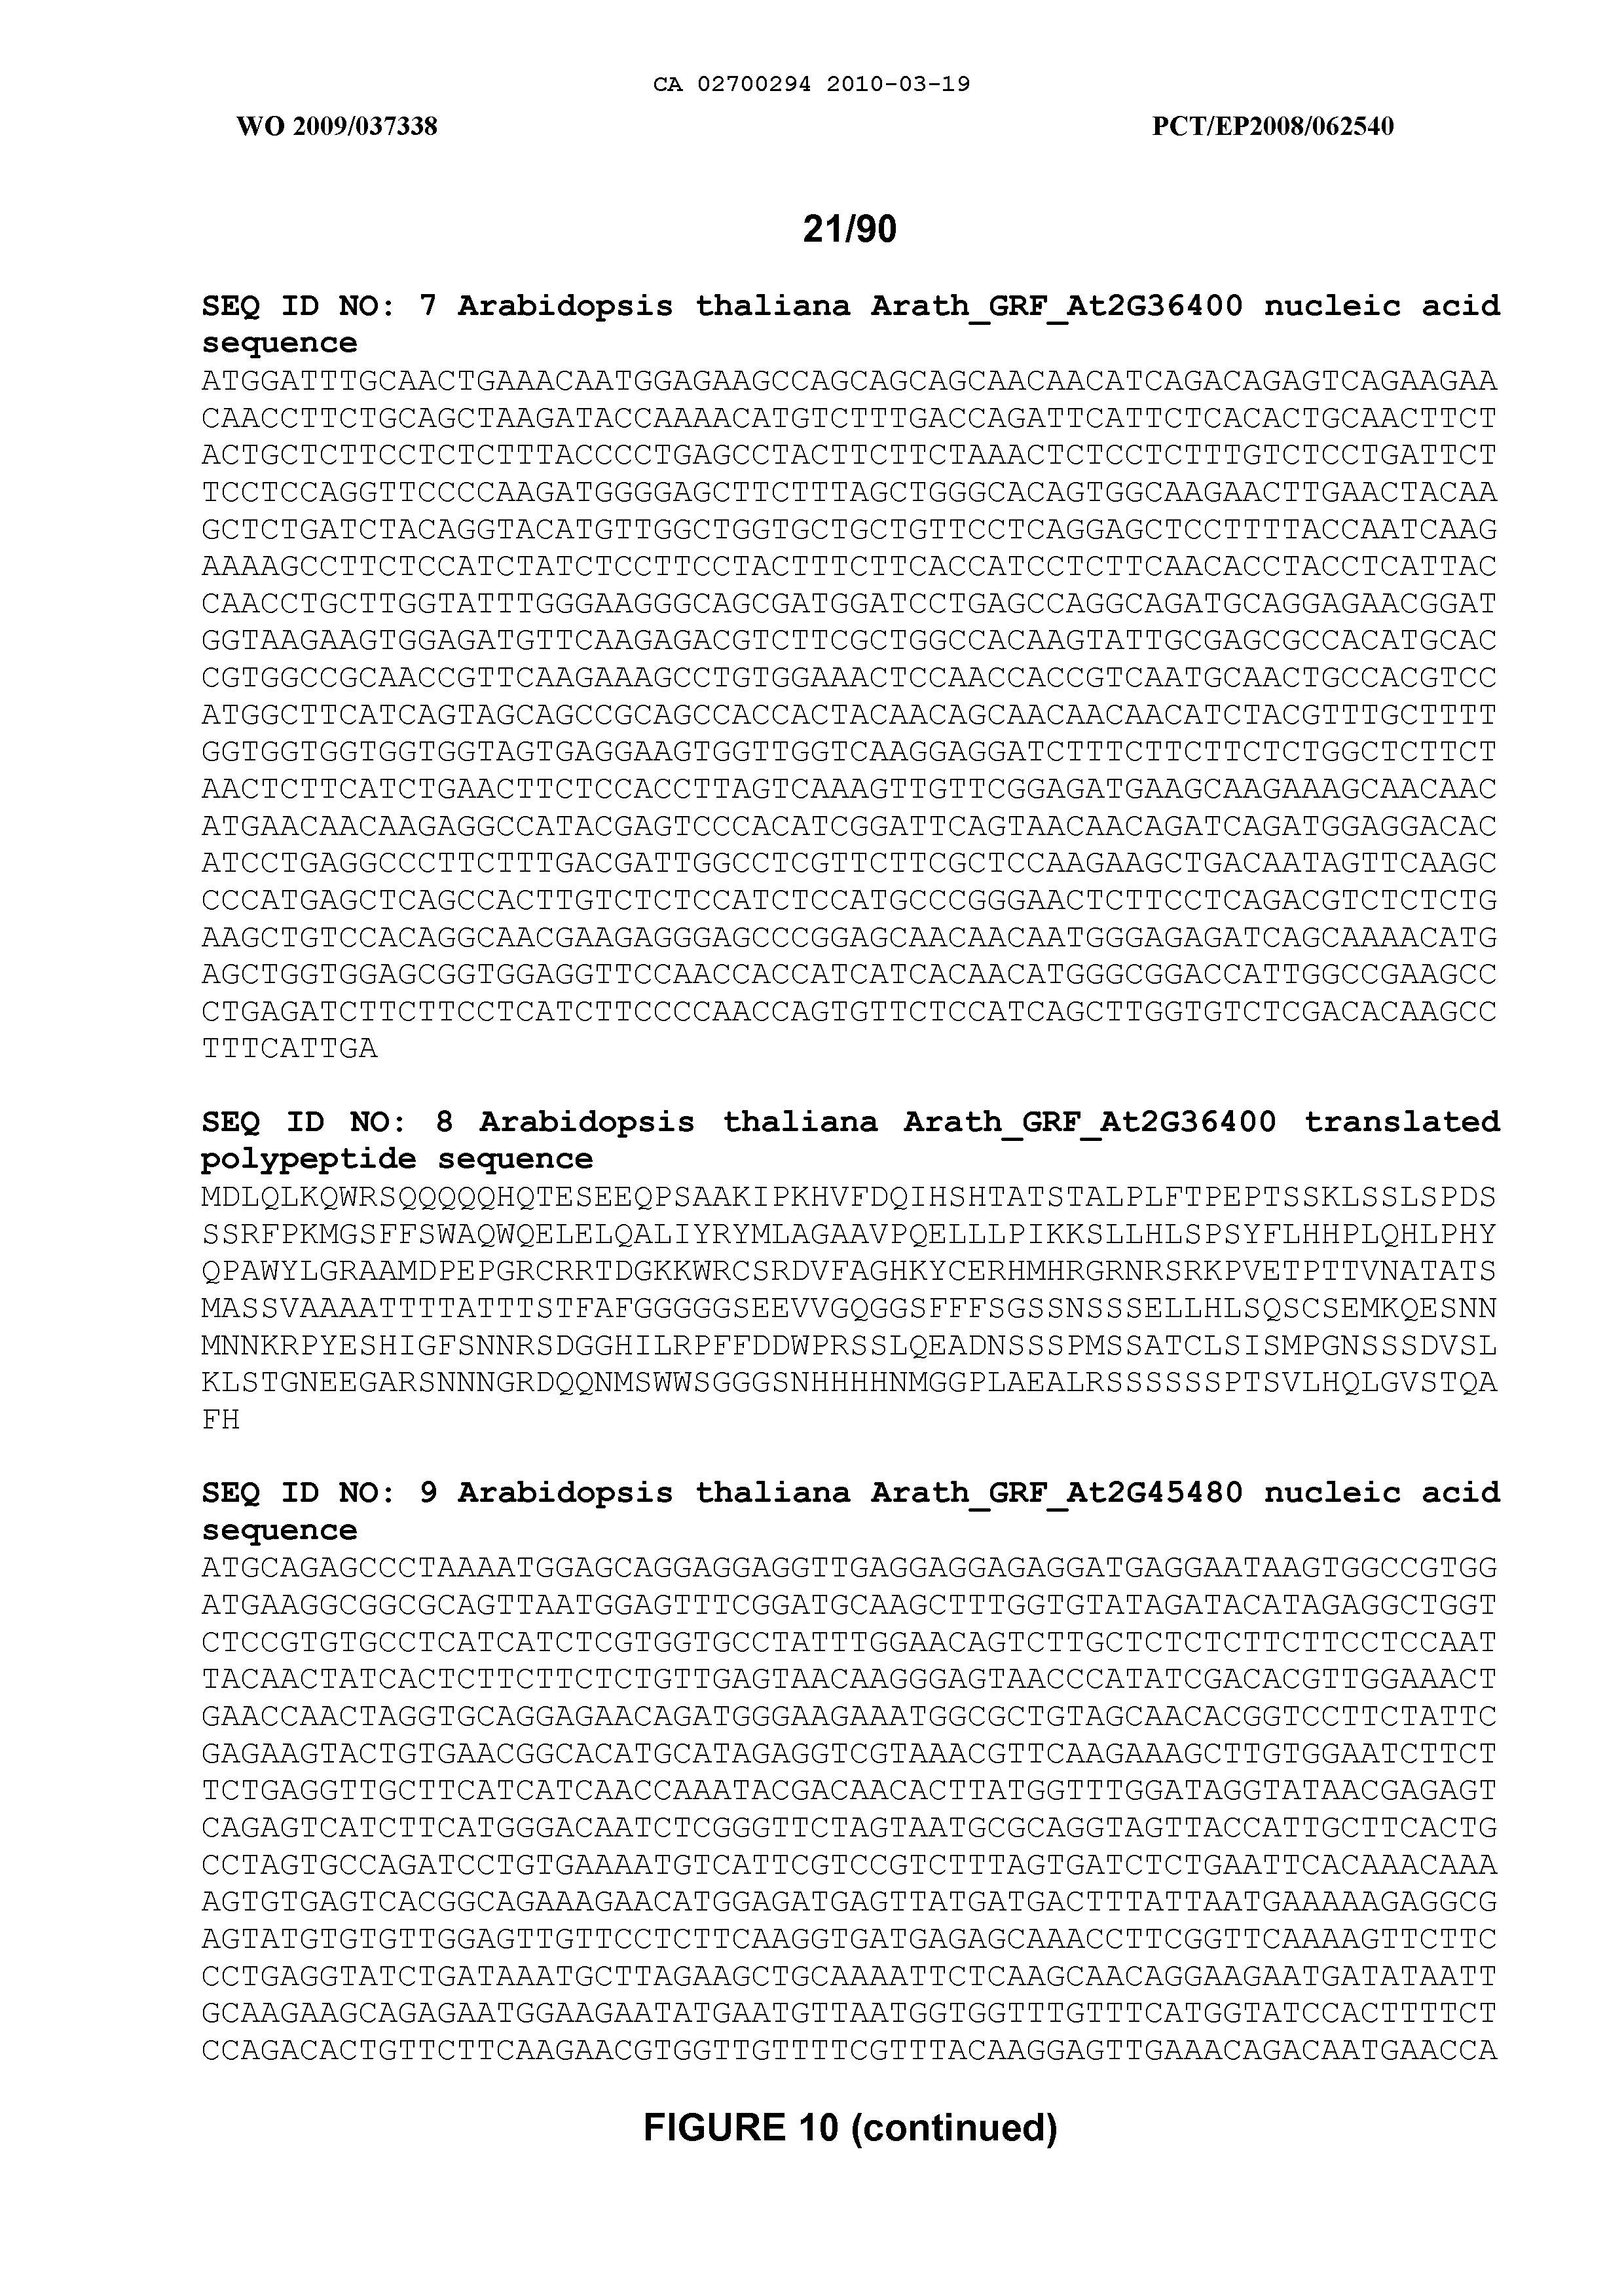 CA 02700294 2010-03-19
WO 2009/037338 PCT/EP2008/062540
21/90
SEQ ID NO: 7 Arabidopsis thaliana Arath_GRF_At2G36400 nucleic acid
sequence
ATGGATTTGCAACTGAAACAATGGAGAAGCCAGCAGCAGCAACAACATCAGACAGAGTCAGAAGAA
CAACCTTCTGCAGCTAAGATACCAAAACATGTCTTTGACCAGATTCATTCTCACACTGCAACTTCT
ACTGCTCTTCCTCTCTTTACCCCTGAGCCTACTTCTTCTAAACTCTCCTCTTTGTCTCCTGATTCT
TCCTCCAGGTTCCCCAAGATGGGGAGCTTCTTTAGCTGGGCACAGTGGCAAGAACTTGAACTACAA
GCTCTGATCTACAGGTACATGTTGGCTGGTGCTGCTGTTCCTCAGGAGCTCCTTTTACCAATCAAG
AAAAGCCTTCTCCATCTATCTCCTTCCTACTTTCTTCACCATCCTCTTCAACACCTACCTCATTAC
CAACCTGCTTGGTATTTGGGAAGGGCAGCGATGGATCCTGAGCCAGGCAGATGCAGGAGAACGGAT
GGTAAGAAGTGGAGATGTTCAAGAGACGTCTTCGCTGGCCACAAGTATTGCGAGCGCCACATGCAC
CGTGGCCGCAACCGTTCAAGAAAGCCTGTGGAAACTCCAACCACCGTCAATGCAACTGCCACGTCC
ATGGCTTCATCAGTAGCAGCCGCAGCCACCACTACAACAGCAACAACAACATCTACGTTTGCTTTT
GGTGGTGGTGGTGGTAGTGAGGAAGTGGTTGGTCAAGGAGGATCTTTCTTCTTCTCTGGCTCTTCT
AACTCTTCATCTGAACTTCTCCACCTTAGTCAAAGTTGTTCGGAGATGAAGCAAGAAAGCAACAAC
ATGAACAACAAGAGGCCATACGAGTCCCACATCGGATTCAGTAACAACAGATCAGATGGAGGACAC
ATCCTGAGGCCCTTCTTTGACGATTGGCCTCGTTCTTCGCTCCAAGAAGCTGACAATAGTTCAAGC
CCCATGAGCTCAGCCACTTGTCTCTCCATCTCCATGCCCGGGAACTCTTCCTCAGACGTCTCTCTG
AAGCTGTCCACAGGCAACGAAGAGGGAGCCCGGAGCAACAACAATGGGAGAGATCAGCAAAACATG
AGCTGGTGGAGCGGTGGAGGTTCCAACCACCATCATCACAACATGGGCGGACCATTGGCCGAAGCC
CTGAGATCTTCTTCCTCATCTTCCCCAACCAGTGTTCTCCATCAGCTTGGTGTCTCGACACAAGCC
TTTCATTGA
SEQ ID NO: 8 Arabidopsis thaliana Arath_GRF_At2G36400 translated
polypeptide sequence
MDLQLKQWRSQQQQQHQTESEEQPSAAKIPKHVFDQIHSHTATSTALPLFTPEPTSSKLSSLSPDS
SSRFPKMGSFFSWAQWQELELQALIYRYMLAGAAVPQELLLPIKKSLLHLSPSYFLHHPLQHLPHY
QPAWYLGRAAMDPEPGRCRRTDGKKWRCSRDVFAGHKYCERHMHRGRNRSRKPVETPTTVNATATS
MASSVAAAATTTTATTTSTFAFGGGGGSEEVVGQGGSFFFSGSSNSSSELLHLSQSCSEMKQESNN
MNNKRPYESHIGFSNNRSDGGHILRPFFDDWPRSSLQEADNSSSPMSSATCLSISMPGNSSSDVSL
KLSTGNEEGARSNNNGRDQQNMSWWSGGGSNHHHHNMGGPLAEALRSSSSSSPTSVLHQLGVSTQA
FH
SEQ ID NO: 9 Arabidopsis thaliana Arath_GRF_At2G45480 nucleic acid
sequence
ATGCAGAGCCCTAAAATGGAGCAGGAGGAGGTTGAGGAGGAGAGGATGAGGAATAAGTGGCCGTGG
ATGAAGGCGGCGCAGTTAATGGAGTTTCGGATGCAAGCTTTGGTGTATAGATACATAGAGGCTGGT
CTCCGTGTGCCTCATCATCTCGTGGTGCCTATTTGGAACAGTCTTGCTCTCTCTTCTTCCTCCAAT
TACAACTATCACTCTTCTTCTCTGTTGAGTAACAAGGGAGTAACCCATATCGACACGTTGGAAACT
GAACCAACTAGGTGCAGGAGAACAGATGGGAAGAAATGGCGCTGTAGCAACACGGTCCTTCTATTC
GAGAAGTACTGTGAACGGCACATGCATAGAGGTCGTAAACGTTCAAGAAAGCTTGTGGAATCTTCT
TCTGAGGTTGCTTCATCATCAACCAAATACGACAACACTTATGGTTTGGATAGGTATAACGAGAGT
CAGAGTCATCTTCATGGGACAATCTCGGGTTCTAGTAATGCGCAGGTAGTTACCATTGCTTCACTG
CCTAGTGCCAGATCCTGTGAAAATGTCATTCGTCCGTCTTTAGTGATCTCTGAATTCACAAACAAA
AGTGTGAGTCACGGCAGAAAGAACATGGAGATGAGTTATGATGACTTTATTAATGAAAAAGAGGCG
AGTATGTGTGTTGGAGTTGTTCCTCTTCAAGGTGATGAGAGCAAACCTTCGGTTCAAAAGTTCTTC
CCTGAGGTATCTGATAAATGCTTAGAAGCTGCAAAATTCTCAAGCAACAGGAAGAATGATATAATT
GCAAGAAGCAGAGAATGGAAGAATATGAATGTTAATGGTGGTTTGTTTCATGGTATCCACTTTTCT
CCAGACACTGTTCTTCAAGAACGTGGTTGTTTTCGTTTACAAGGAGTTGAAACAGACAATGAACCA
FIGURE 10 (continued)